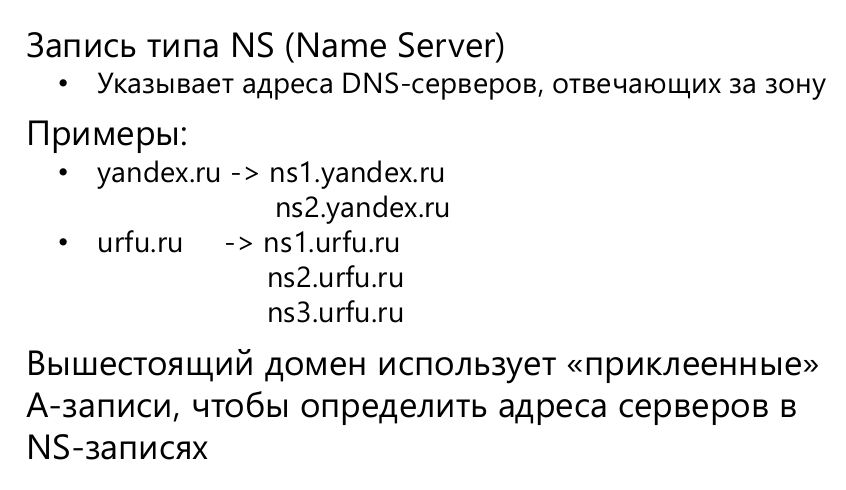 Запись типа NS (Name Server)
• Указывает адреса DNS-серверов, отвечающих за зону
Примеры:
• yandex.ru -> ns1.yandex.ru
ns2.yandex.ru
• urfu.ru -> ns1.urfu.ru
ns2.urfu.ru
ns3.urfu.ru
Вышестоящий домен использует «приклеенные»
А-записи, чтобы определить адреса серверов в
NS-записях